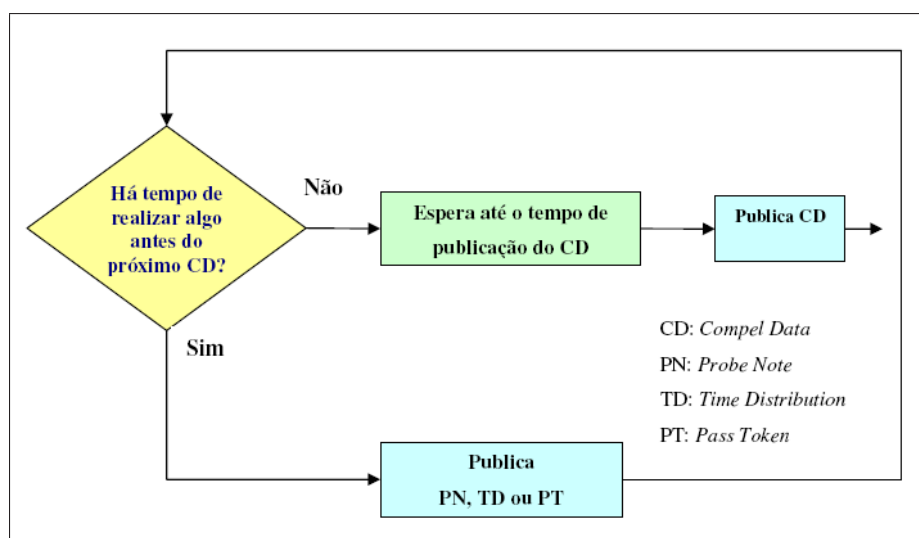 Há tempo de
realizar algo
antes do
próximo CD?
Não
Espera até o tempo de
publicação do CD
Publica CD
Sim
CD: Compel Data
PN: Probe Note
TD: Time Distribution
PT: Pass Token
Publica
PN, TD ou PT